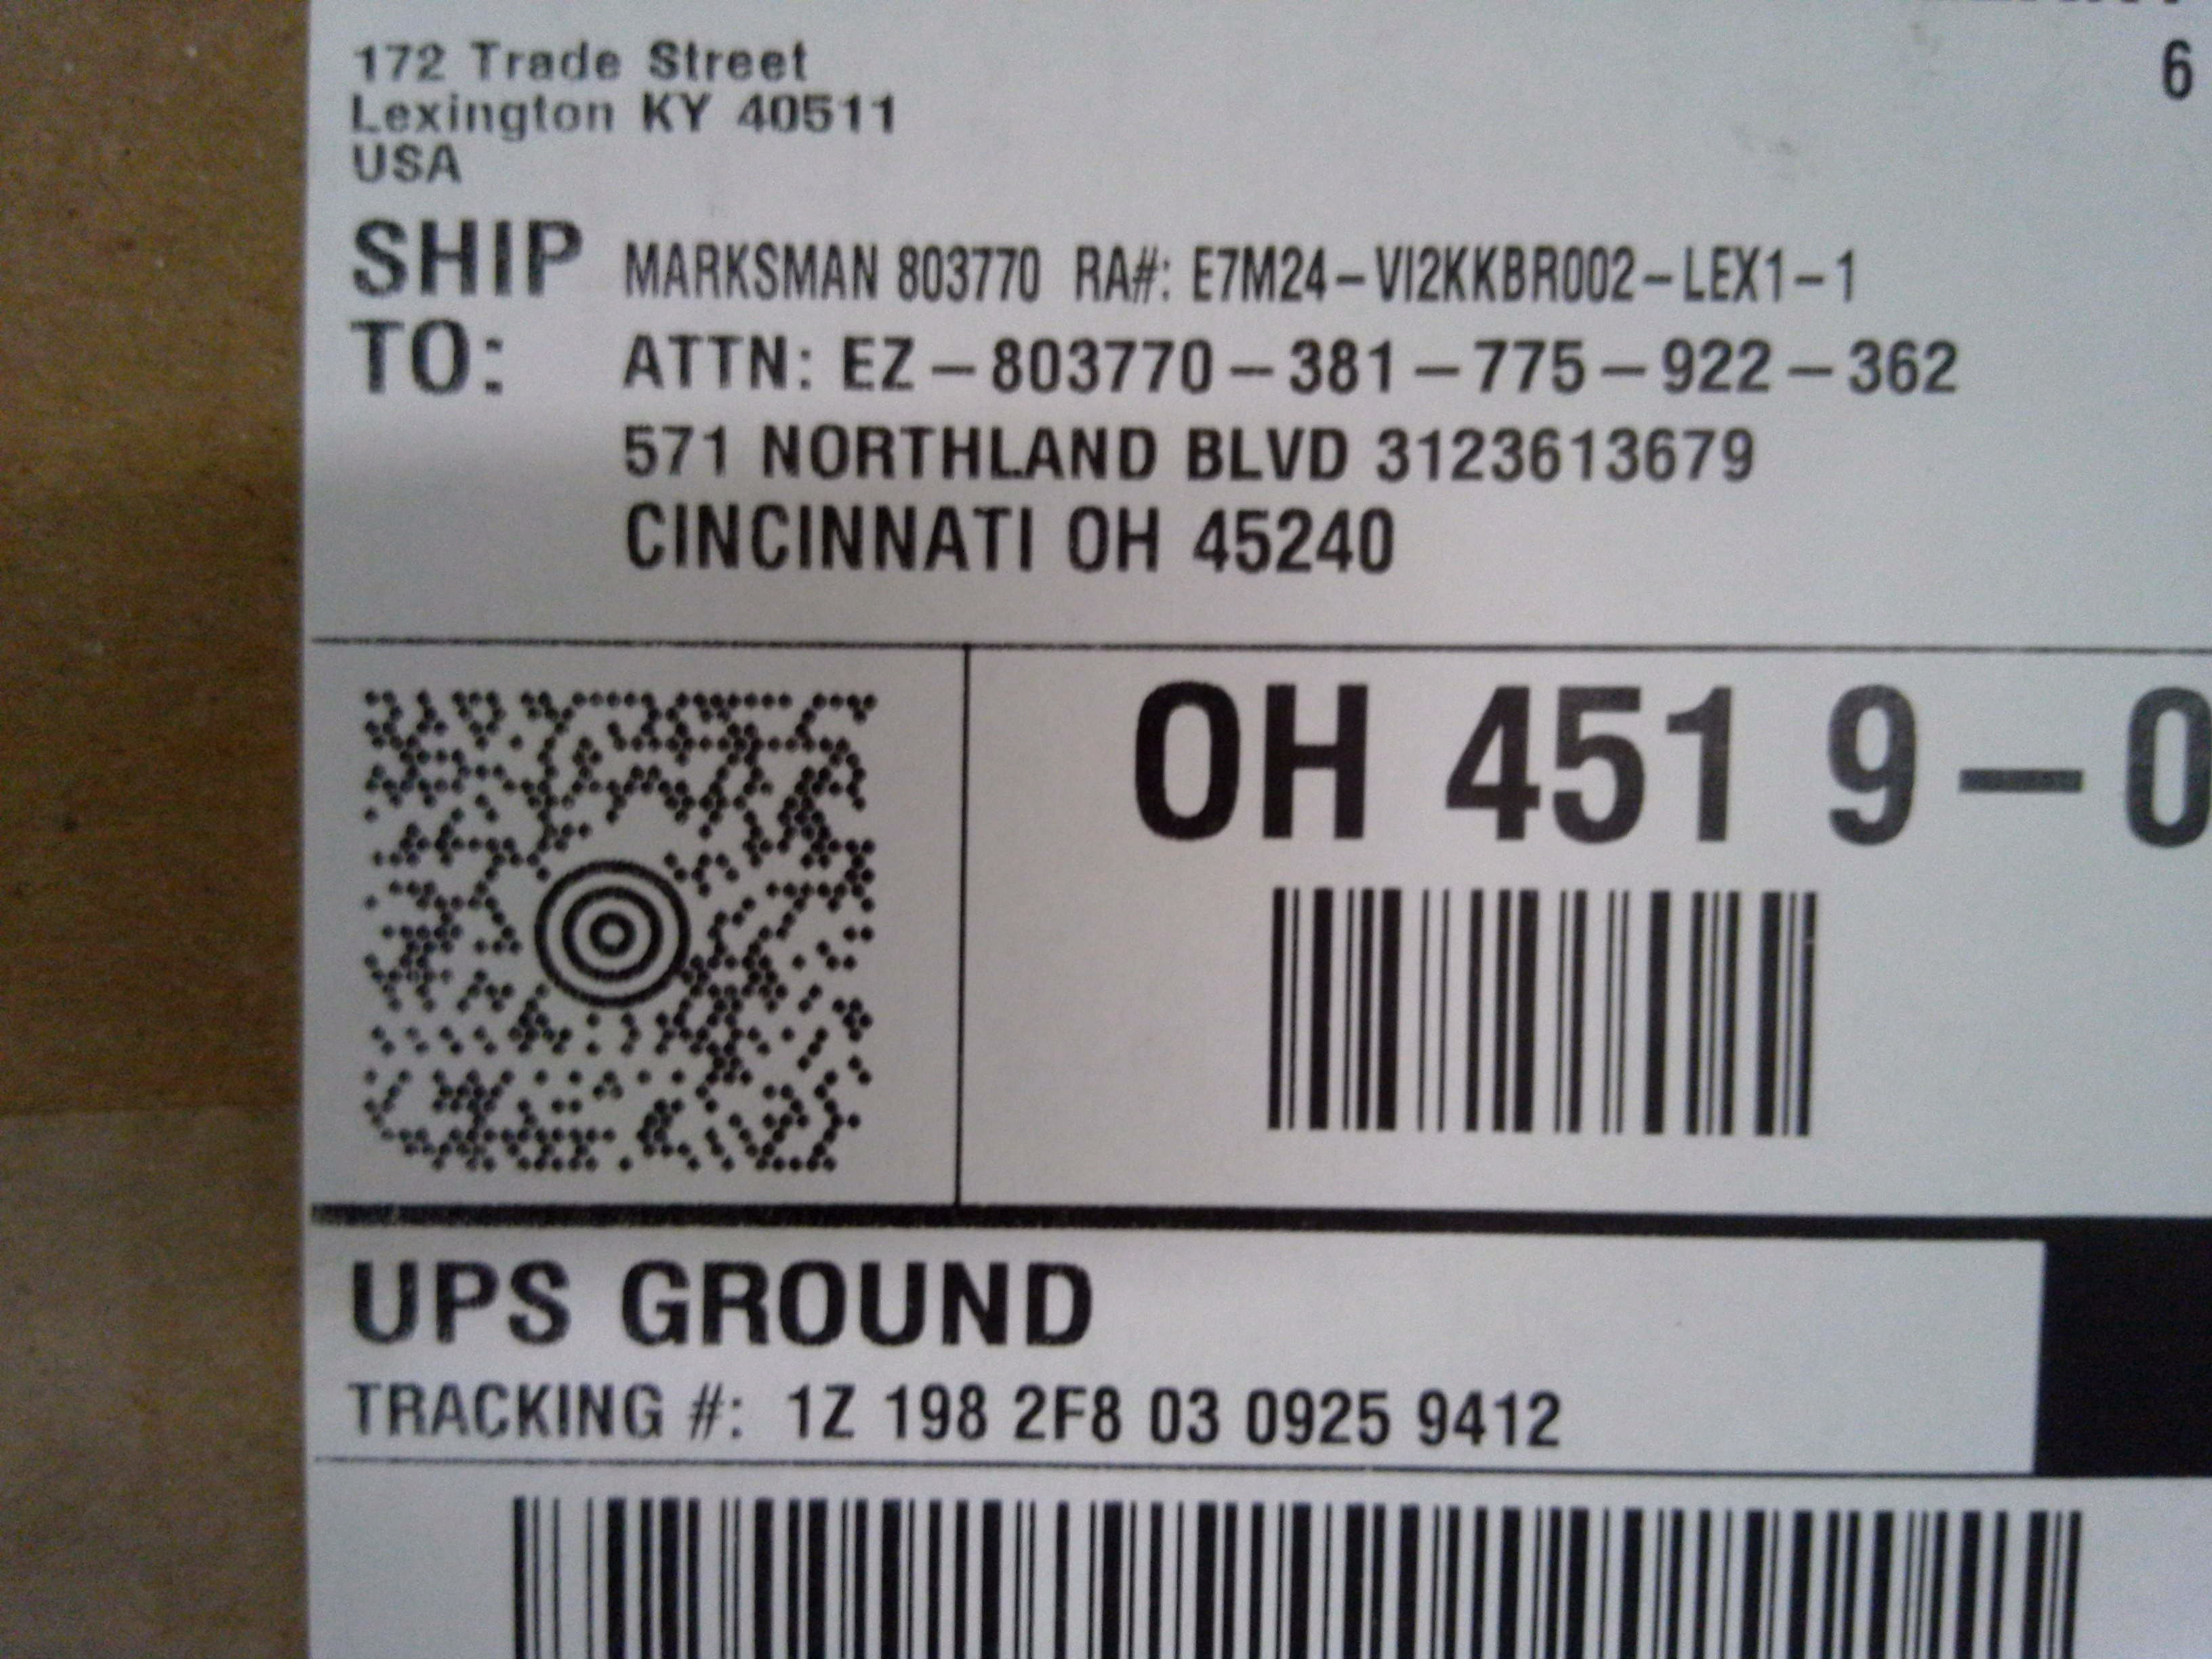 6
172 Trade Street
Lexington KY 40511
USA
SHIP TO: MARKSMAN 803770 RA#: E7M24-VI2KKBR002-LEX1-1
ATTN: EZ-803770-381-775-922-362
571 NORTHLAND BLVD 3123613679
CINCINNATI OH 45240
OH 451 9-0
UPS GROUND
TRACKING #: 1Z 198 2F8 03 0925 9412